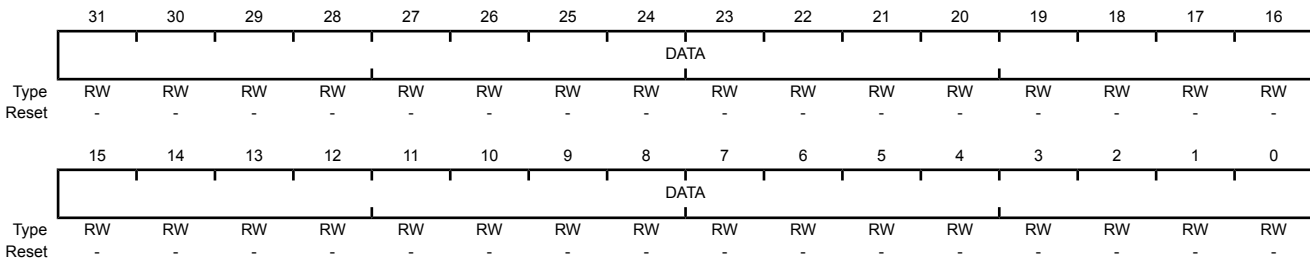 31 30 29 28 27 26 25 24 23 22 21 20 19 18 17 16
DATA
Type RW RW RW RW RW RW RW RW RW RW RW RW RW RW RW RW
Reset - - - - - - - - - - - - - - - -
15 14 13 12 11 10 9 8 7 6 5 4 3 2 1 0
DATA
Type RW RW RW RW RW RW RW RW RW RW RW RW RW RW RW RW
Reset - - - - - - - - - - - - - - - -